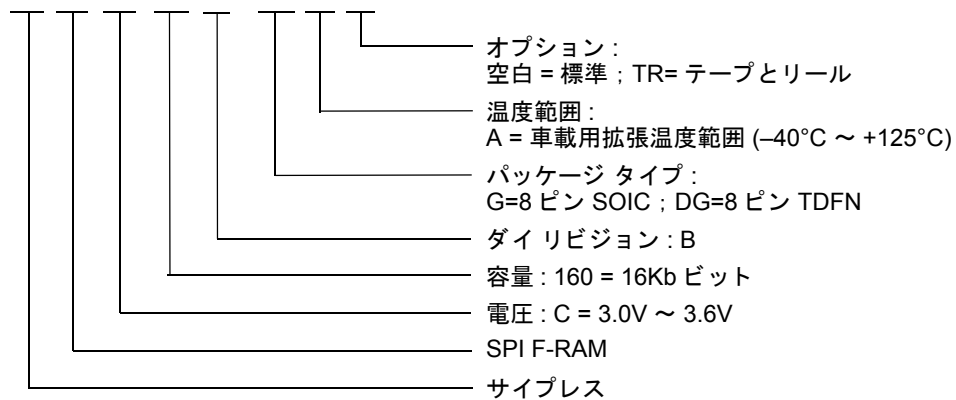 オプション :
空白 = 標準 ; TR= テープとリール
温度範囲 :
A = 車載用拡張温度範囲 (–40°C ～ +125°C)
パッケージ タイプ :
G=8 ピン SOIC ; DG=8 ピン TDFN
ダイ リビジョン : B
容量 : 160 = 16Kb ビット
電圧 : C = 3.0V ～ 3.6V
SPI F-RAM
サイプレス